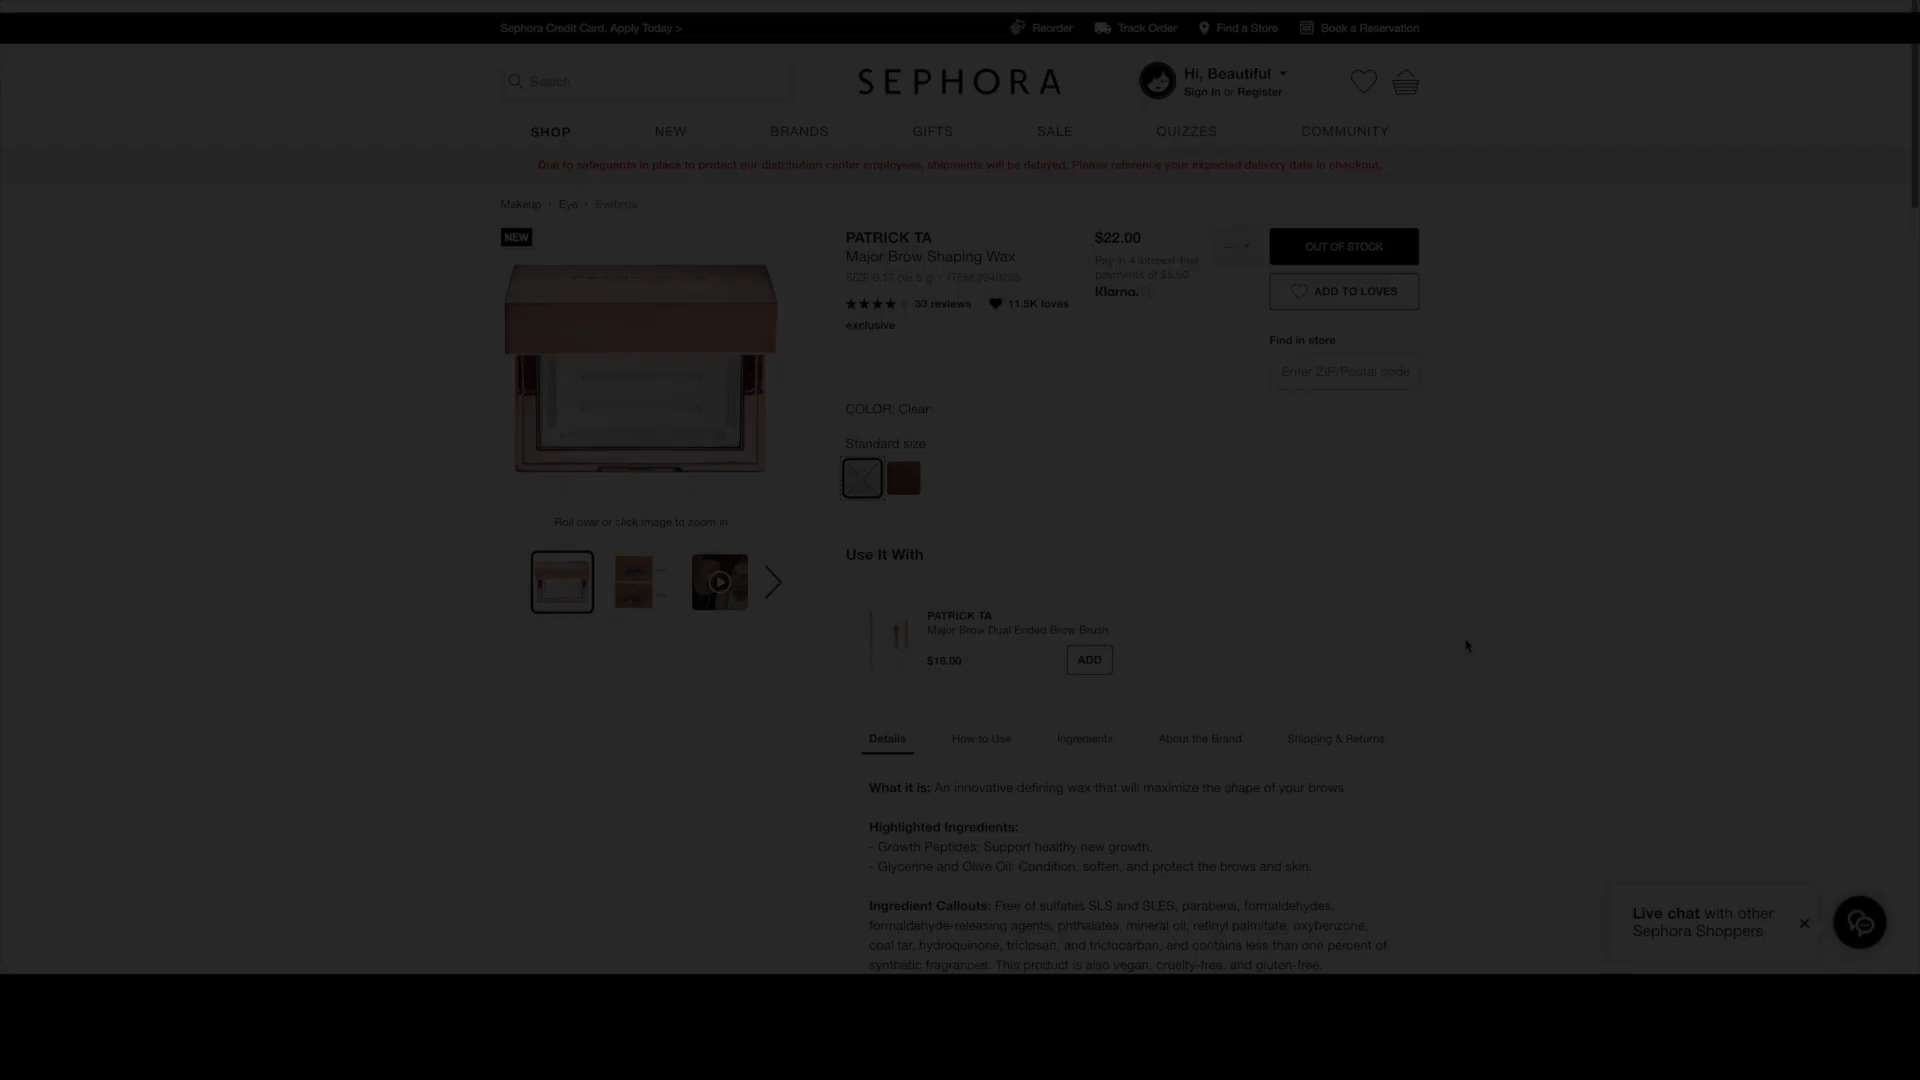 Sephora Credit Card. Apply Today >
Reorder
Track Order
Find a Store
Book a Reservation
Search
SEPHORA
Hi, Beautiful
Sign In or Register
SHOP
NEW
BRANDS
GIFTS
SALE
QUIZZES
COMMUNITY
Due to safeguards in place to protect our distribution center employees, shipments will be delayed. Please reference your expected delivery date in checkout.
Makeup > Eye > Eyebrow
NEW
PATRICK TA
Major Brow Shaping Wax
33 reviews
11.5K loves
exclusive
$22.00
Pay in 4 interest-free
payments of $5.50
Klarna.
OUT OF STOCK
ADD TO LOVES
Find in store
Enter ZIP/Postal code
COLOR: Clear
Standard size
Roll over or click image to zoom in
Use It With
PATRICK TA
Major Brow Dual Ended Brow Brush
$18.00
ADD
Details
How to Use
Ingredients
About the Brand
Shipping & Returns
What it is: An innovative defining wax that will maximize the shape of your brows.
Highlighted Ingredients:
- Growth Peptides: Support healthy new growth.
- Glycerine and Olive Oil: Condition, soften, and protect the brows and skin.
Ingredient Callouts: Free of sulfates SLS and SLES, parabens, formaldehydes,
formaldehyde-releasing agents, phthalates, mineral oil, retinyl palmitate, oxybenzone,
coal tar, hydroquinone, triclosan, and triclocarban, and contains less than one percent of
synthetic fragrances. This product is also vegan, cruelty-free, and gluten-free.
Live chat with other
Sephora Shoppers